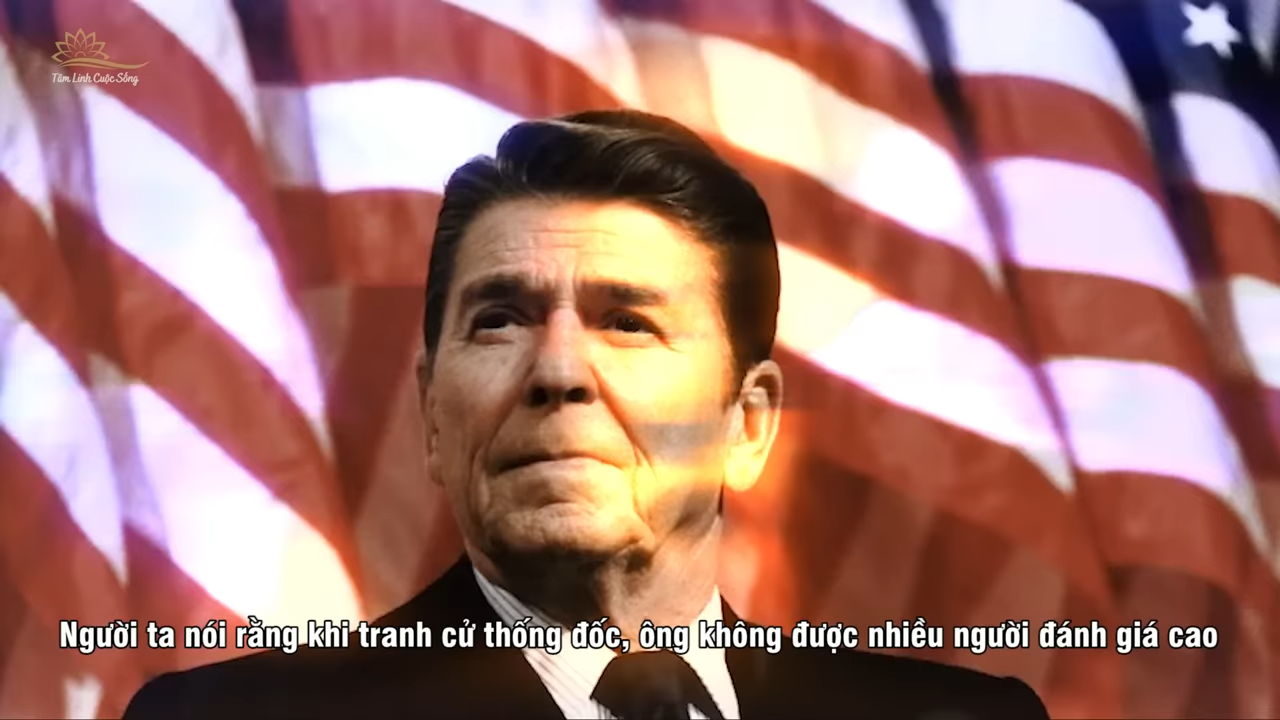 Tâm Linh Cuộc Sống
Người ta nói rằng khi tranh cử thống đốc, ông không được nhiều người đánh giá cao